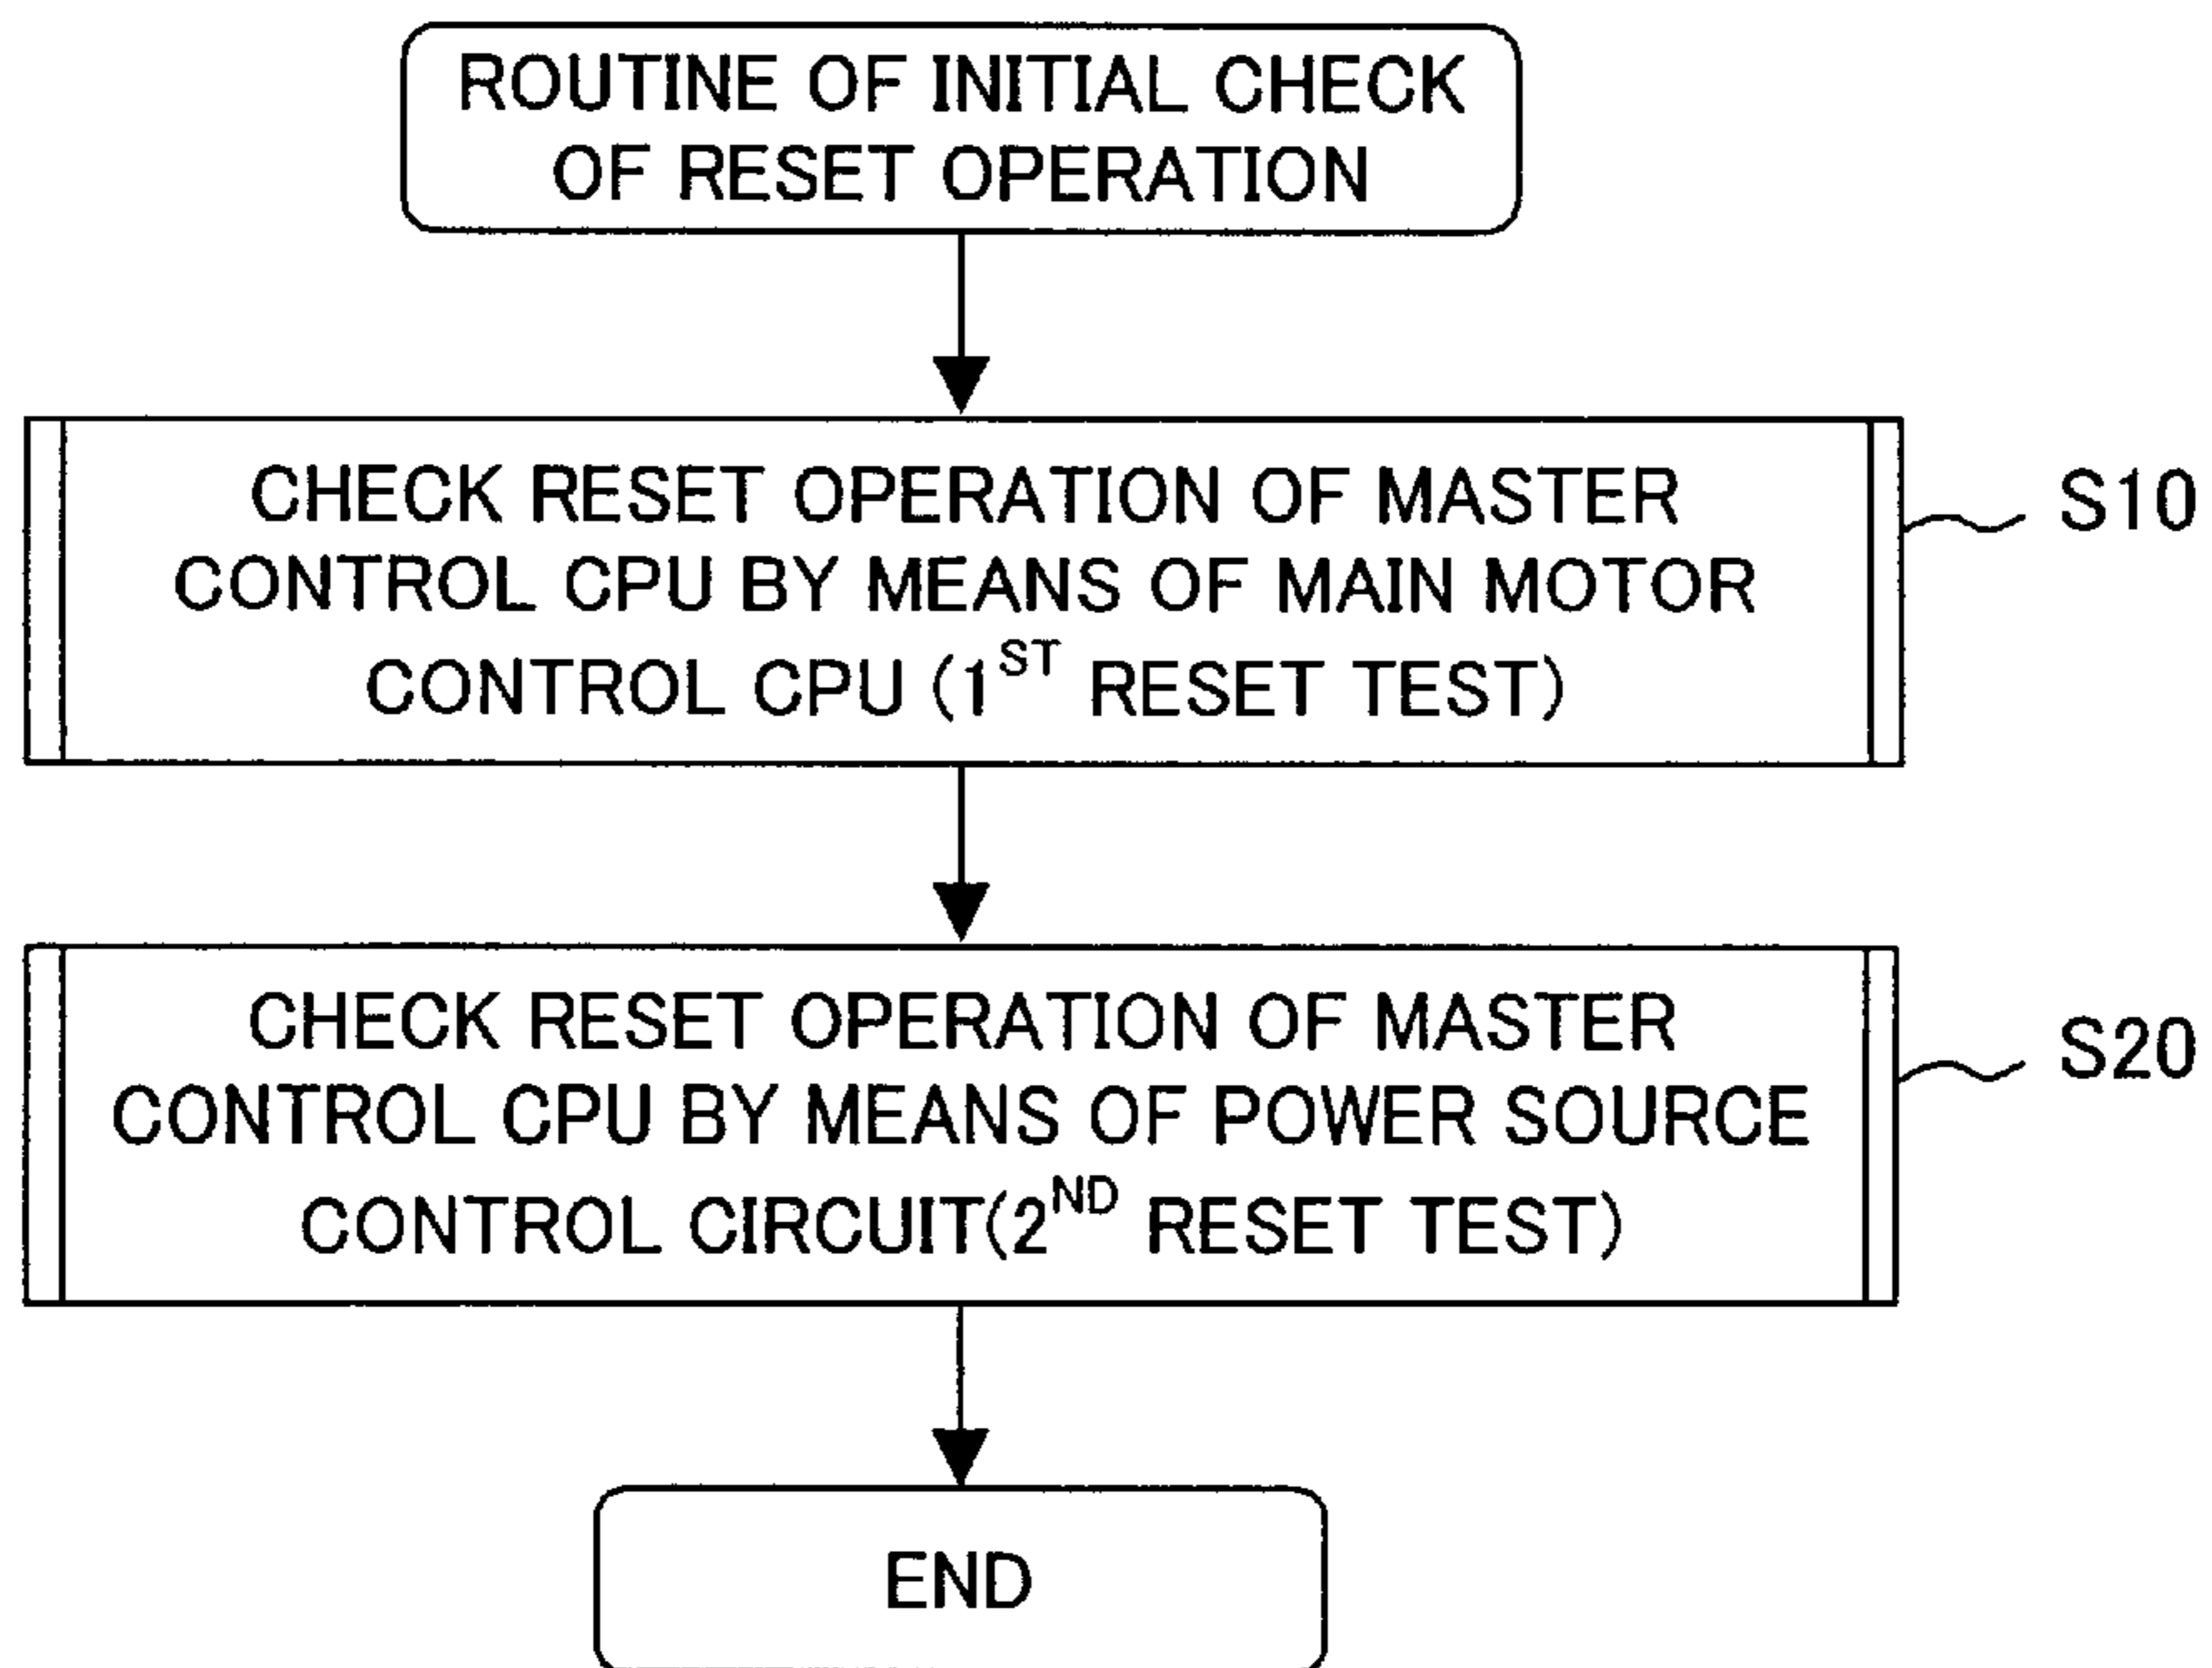 ROUTINE OF INITIAL CHECK
OF RESET OPERATION
CHECK RESET OPERATION OF MASTER
CONTROL CPU BY MEANS OF MAIN MOTOR
CONTROL CPU (1ST RESET TEST)
S10
CHECK RESET OPERATION OF MASTER
CONTROL CPU BY MEANS OF POWER SOURCE
CONTROL CIRCUIT(2ND RESET TEST)
S20
END